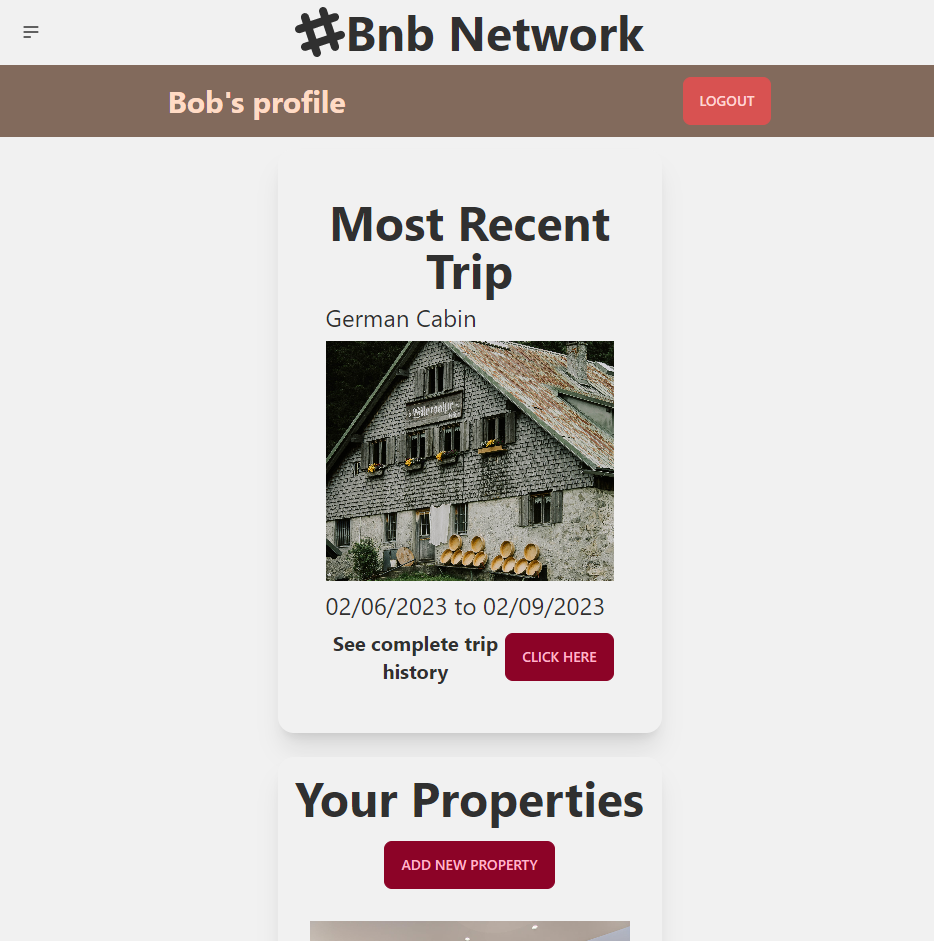 #Bnb Network
Bob's profile
LOGOUT
Most Recent
Trip
German Cabin
02/06/2023 to 02/09/2023
See complete trip
history
CLICK HERE
Your Properties
ADD NEW PROPERTY